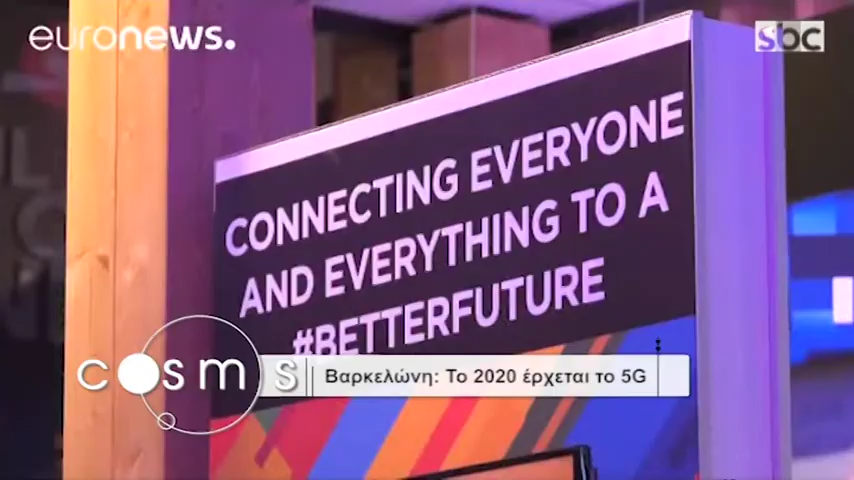 euronews.
sbc
CONNECTING EVERYONE
AND EVERYTHING TO A
#BETTERFUTURE
cosmos
Βαρκελώνη: Το 2020 έρχεται το 5G